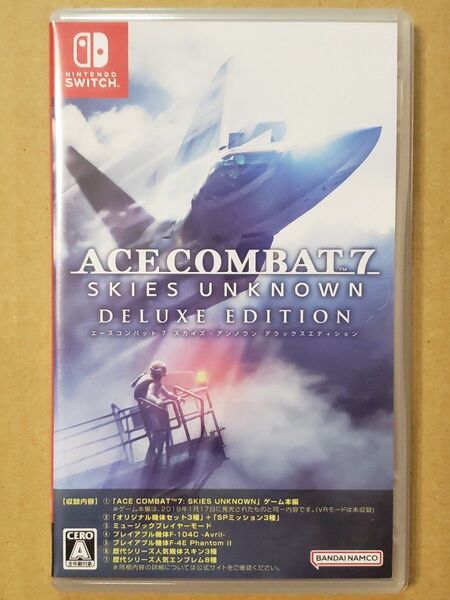 NINTENDO
SWITCH™
ACE COMBAT™ 7
SKIES UNKNOWN
DELUXE EDITION
エースコンバット7 スカイズ・アンノウン デラックスエディション
【収録内容】 ① 「ACE COMBAT™7: SKIES UNKNOWN」ゲーム本編
※ゲーム本編は、2019年1月17日に発売されたものと同一内容です。(VRモードは未収録)
② 「オリジナル機体セット3種」+「SPミッション3種」
③ ミュージックプレイヤーモード
④ プレイアブル機体F-104C -Avril-
⑤ プレイアブル機体F-4E Phantom II
⑥ 歴代シリーズ人気機体スキン3種
⑦ 歴代シリーズ人気エンブレム8種
※同梱内容の詳細については公式サイトをご確認ください。
CERO
A
全年齢対象
BANDAI NAMCO